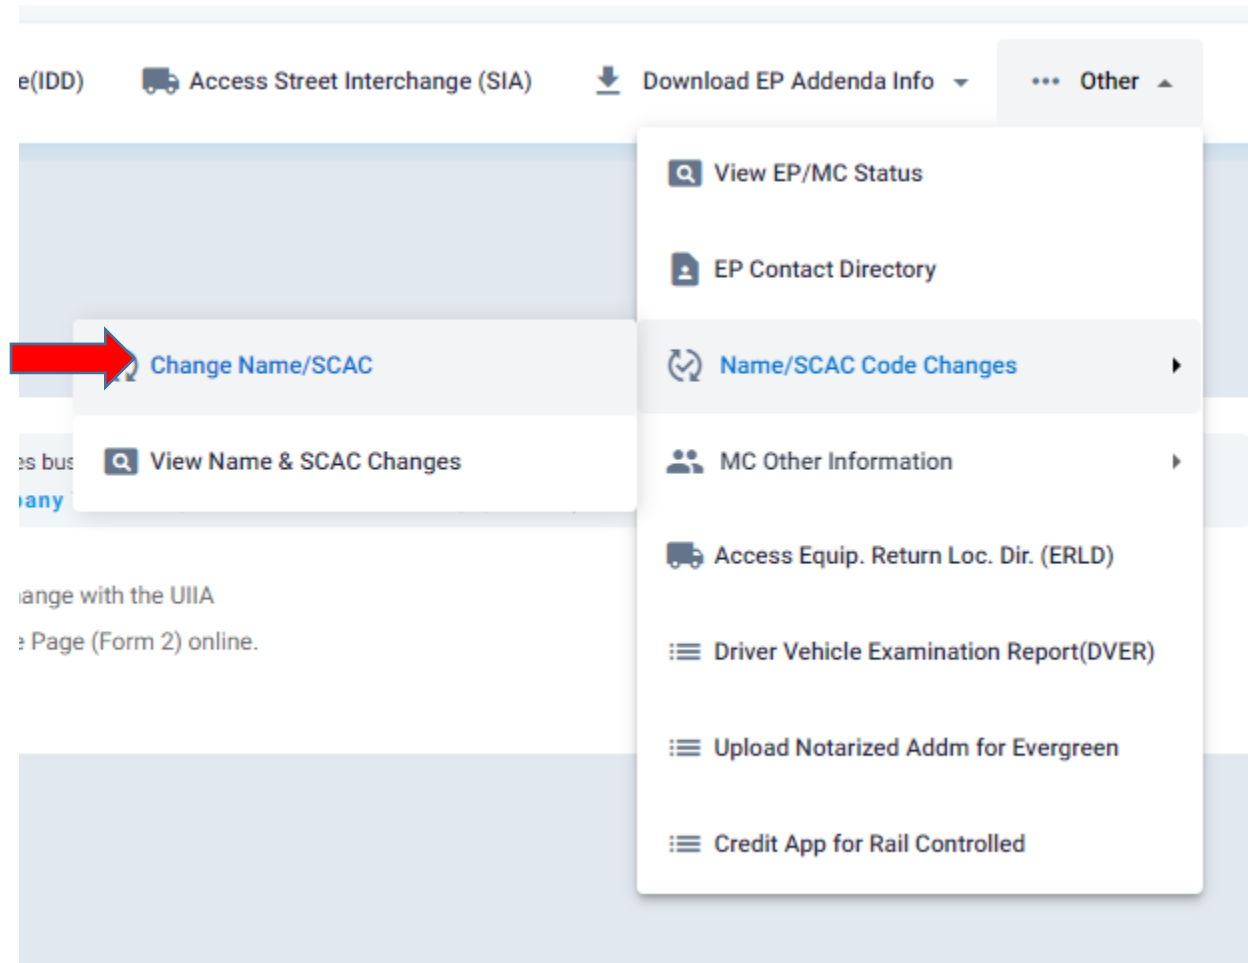 e(IDD) Access Street Interchange (SIA) Download EP Addenda Info Other
View EP/MC Status
EP Contact Directory
Change Name/SCAC Name/SCAC Code Changes
es bus View Name & SCAC Changes MC Other Information
pany
Access Equip. Return Loc. Dir. (ERLD)
ange with the UIIA
e Page (Form 2) online.
Driver Vehicle Examination Report(DVER)
Upload Notarized Addm for Evergreen
Credit App for Rail Controlled